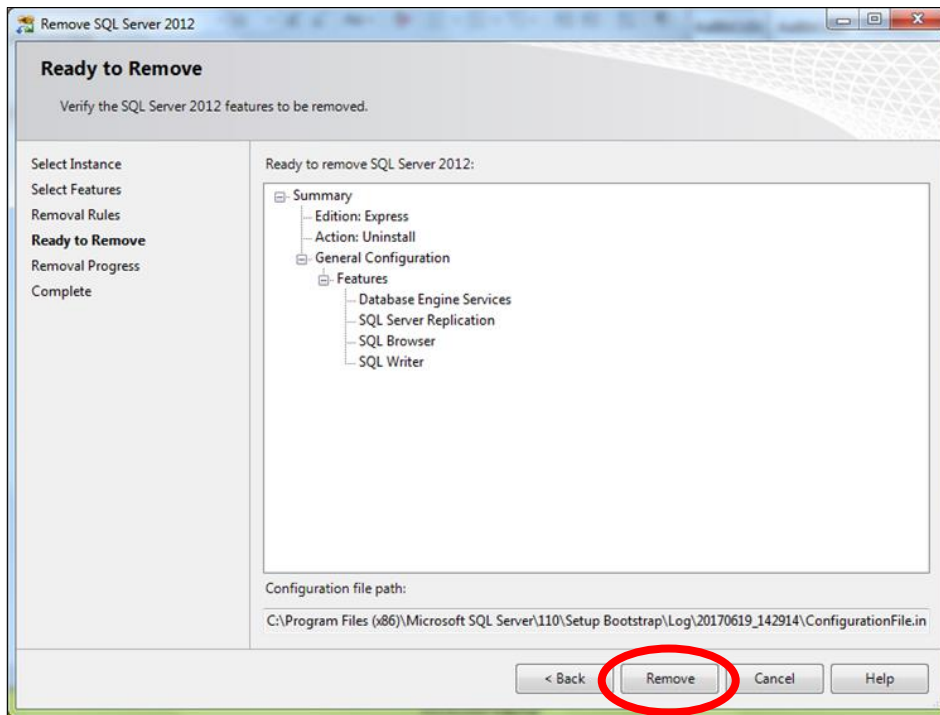 Remove SQL Server 2012
Ready to Remove
Verify the SQL Server 2012 features to be removed.
Select Instance
Select Features
Removal Rules
Ready to Remove
Removal Progress
Complete
Ready to remove SQL Server 2012:
Summary
Edition: Express
Action: Uninstall
General Configuration
Features
Database Engine Services
SQL Server Replication
SQL Browser
SQL Writer
Configuration file path:
C:\Program Files (x86)\Microsoft SQL Server\110\Setup Bootstrap\Log\20170619_142914\ConfigurationFile.in
< Back
Remove
Cancel
Help